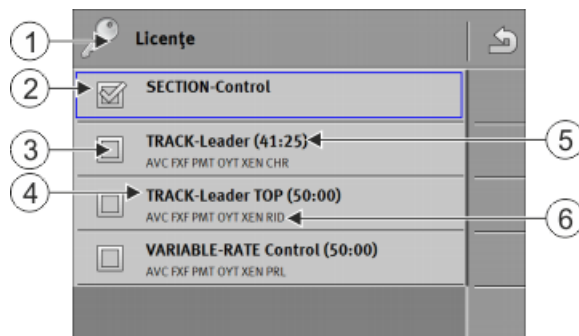 1
Licenţe
2
SECTION-Control
3
TRACK-Leader (41:25)
5
AVC FXF PMT OYT XEN CHR
4
TRACK-Leader TOP (50:00)
AVC FXF PMT OYT XEN RID
6
VARIABLE-RATE Control (50:00)
AVC FXF PMT OYT XEN PRL